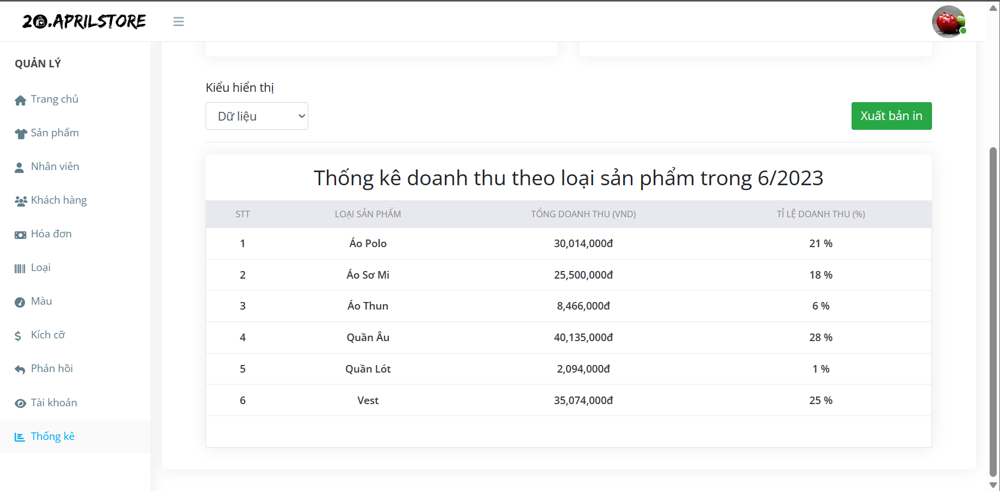 20.APRILSTORE
QUẢN LÝ
Trang chủ
Sản phẩm
Nhân viên
Khách hàng
Hóa đơn
Loại
Màu
Kích cỡ
Phản hồi
Tài khoản
Thống kê
Kiểu hiển thị
Dữ liệu
Xuất bản in
Thống kê doanh thu theo loại sản phẩm trong 6/2023
STT LOẠI SẢN PHẨM TỔNG DOANH THU (VND) TỈ LỆ DOANH THU (%)
1 Áo Polo 30,014,000đ 21 %
2 Áo Sơ Mi 25,500,000đ 18 %
3 Áo Thun 8,466,000đ 6 %
4 Quần Âu 40,135,000đ 28 %
5 Quần Lót 2,094,000đ 1 %
6 Vest 35,074,000đ 25 %